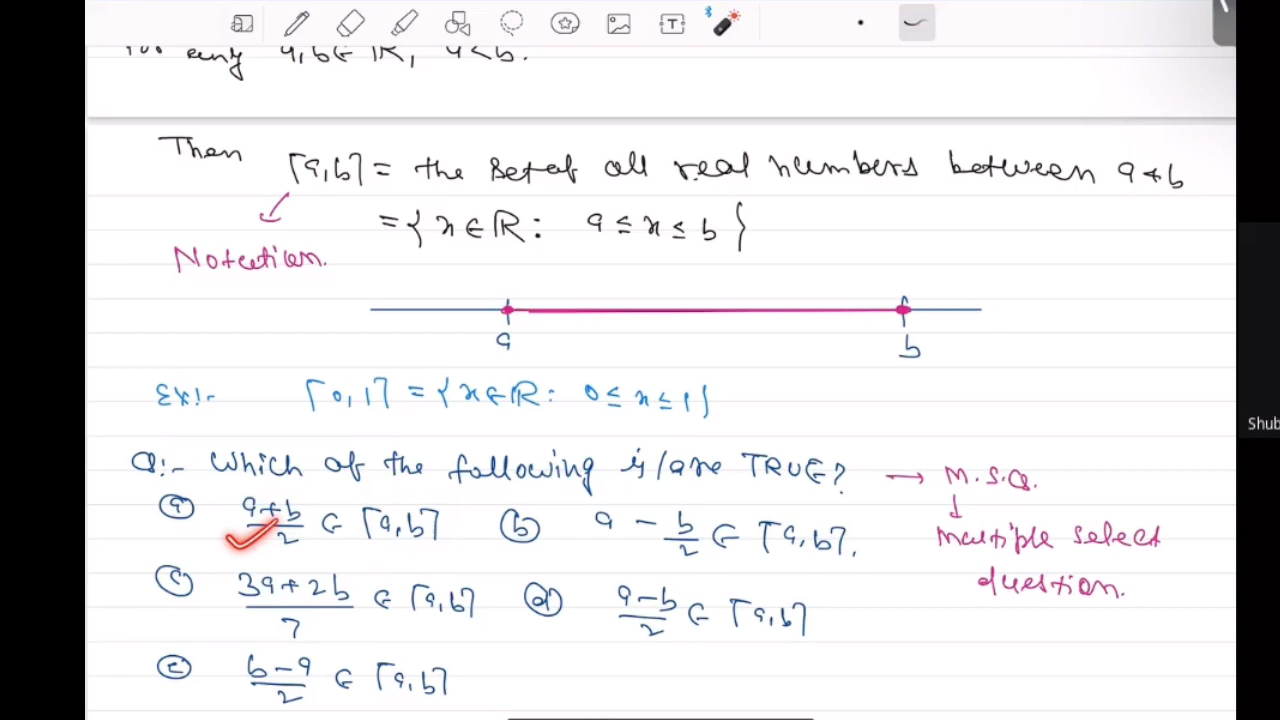 any a,b∈ ℝ, a<b.
Then [a,b] = the set of all real numbers between a & b
= { x ∈ ℝ : a ≤ x ≤ b }
Notation.
a b
Ex:- [0,1] = { x∈ℝ: 0 ≤ x ≤ 1 }
Shub
Q:- Which of the following is/are TRUE? → M.S.Q.
(a) (a+b)/2 ∈ [a,b] (b) a - b/2 ∈ [a,b].
multiple select
question.
(c) (3a+2b)/7 ∈ [a,b] (d) (a-b)/2 ∈ [a,b]
(e) (b-a)/2 ∈ [a,b]